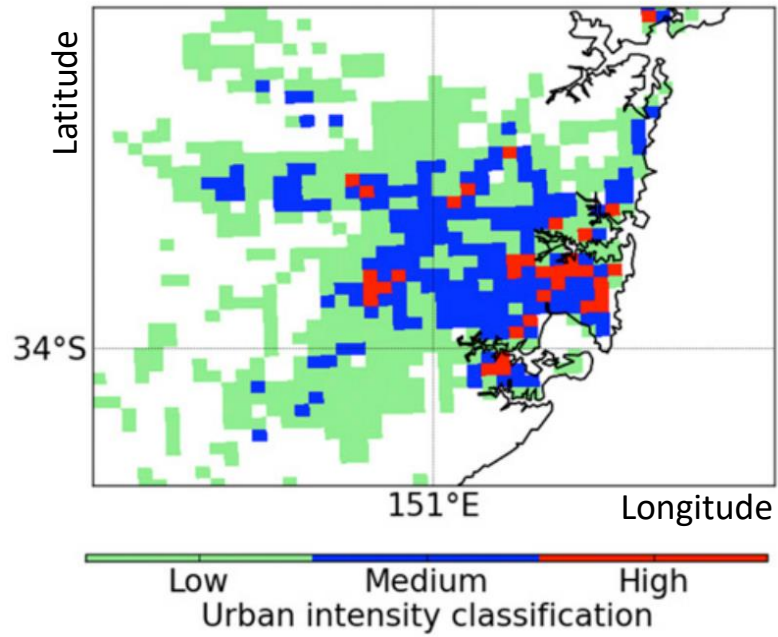 Latitude
34°S
151°E
Longitude
Low
Medium
High
Urban intensity classification